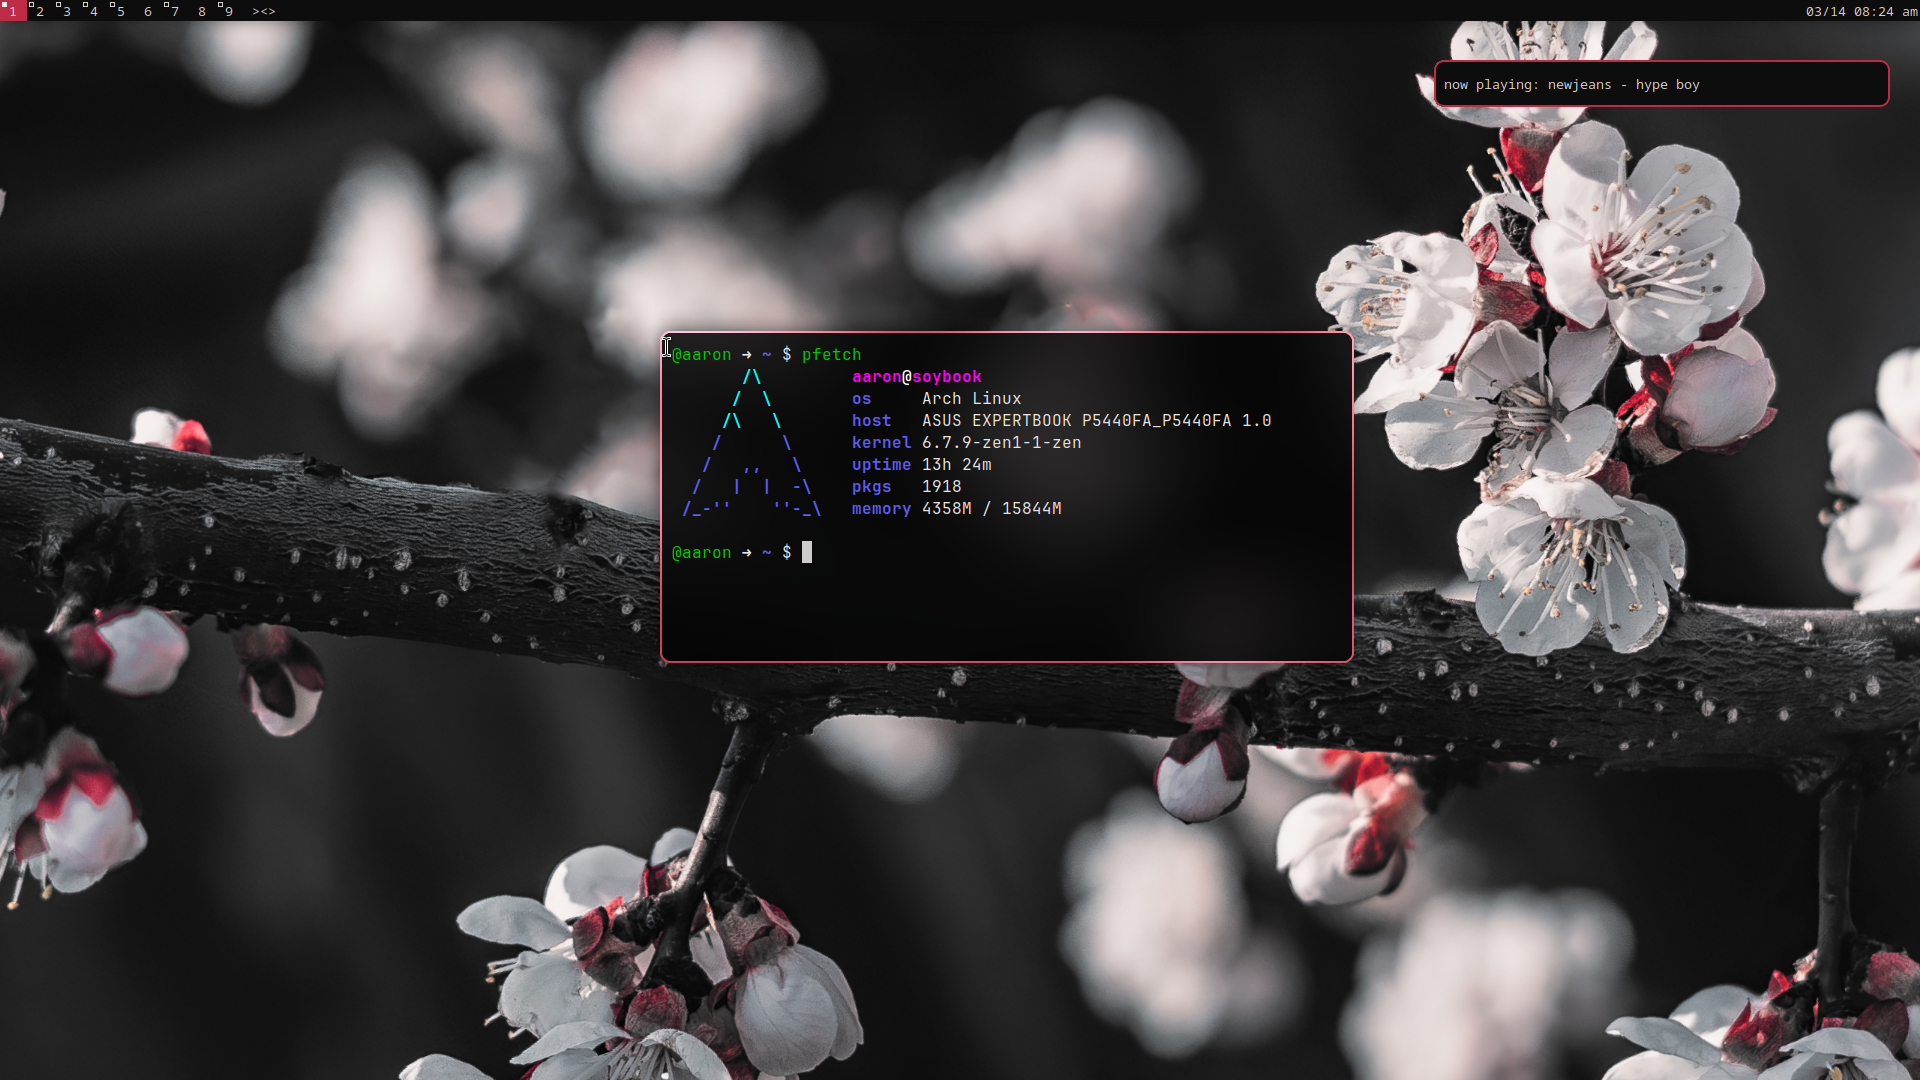 1 2 3 4 5 6 7 8 9 ><> 03/14 08:24 am
now playing: newjeans - hype boy
@aaron → ~ $ pfetch
/\ aaron@soybook
/ \ os Arch Linux
/\ \ host ASUS EXPERTBOOK P5440FA_P5440FA 1.0
/ \ kernel 6.7.9-zen1-1-zen
/ ,, \ uptime 13h 24m
/ | | -\ pkgs 1918
/_-'' ''-_\ memory 4358M / 15844M
@aaron → ~ $